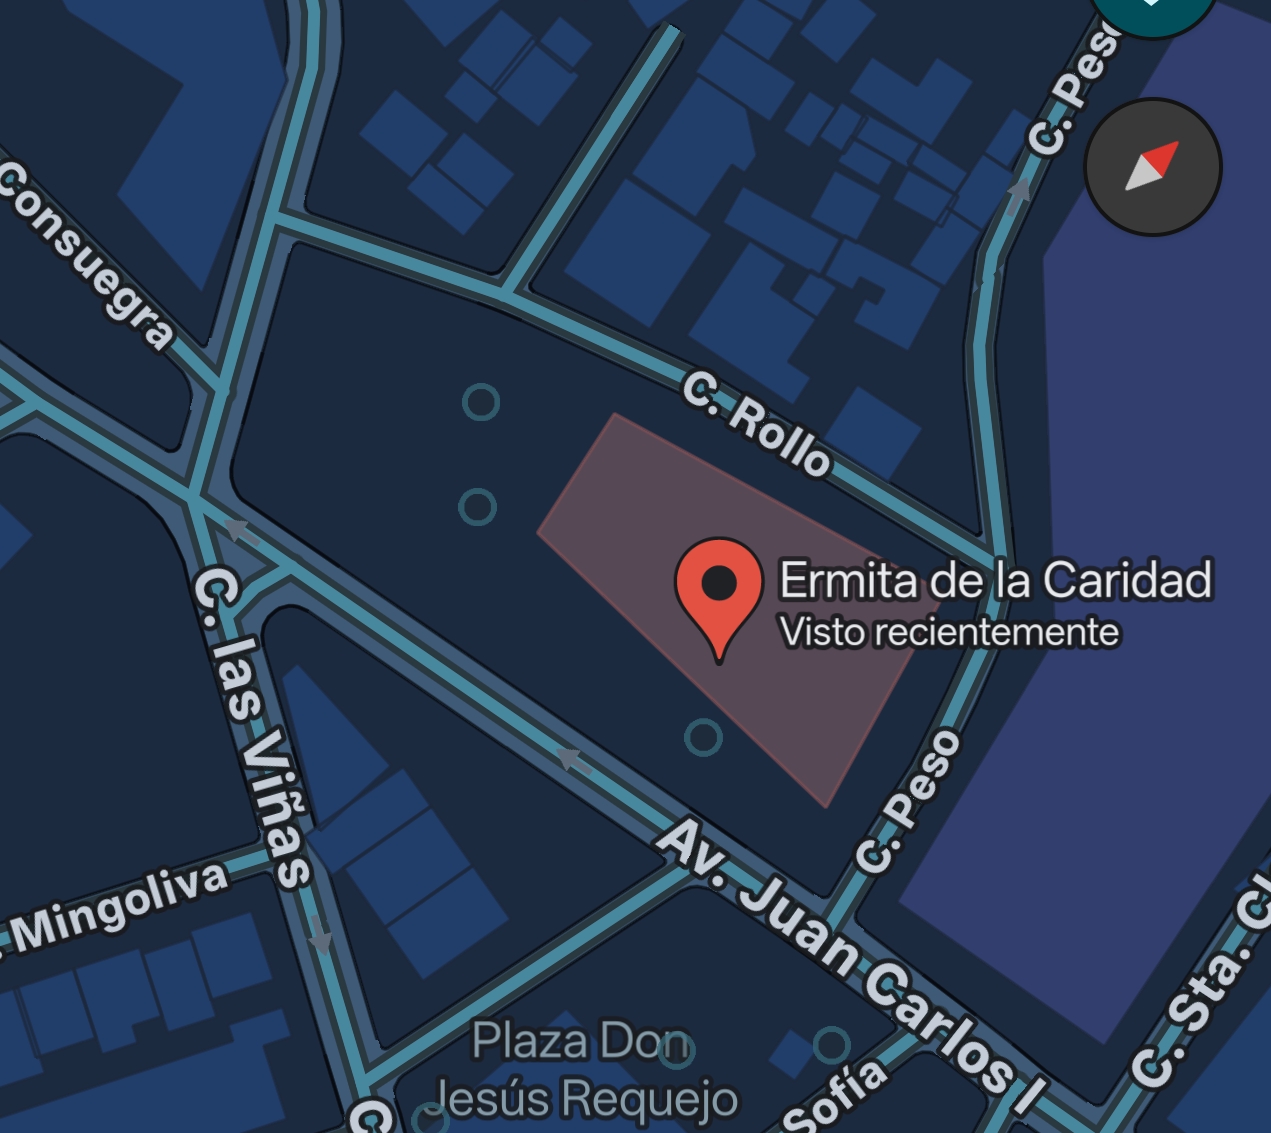 C. Peso
Consuegra
C. Rollo
Ermita de la Caridad
Visto recientemente
C. las Viñas
C. Peso
Mingoliva
Av. Juan Carlos I
C. Sta.
Plaza Don
Jesús Requejo
Sofía
C